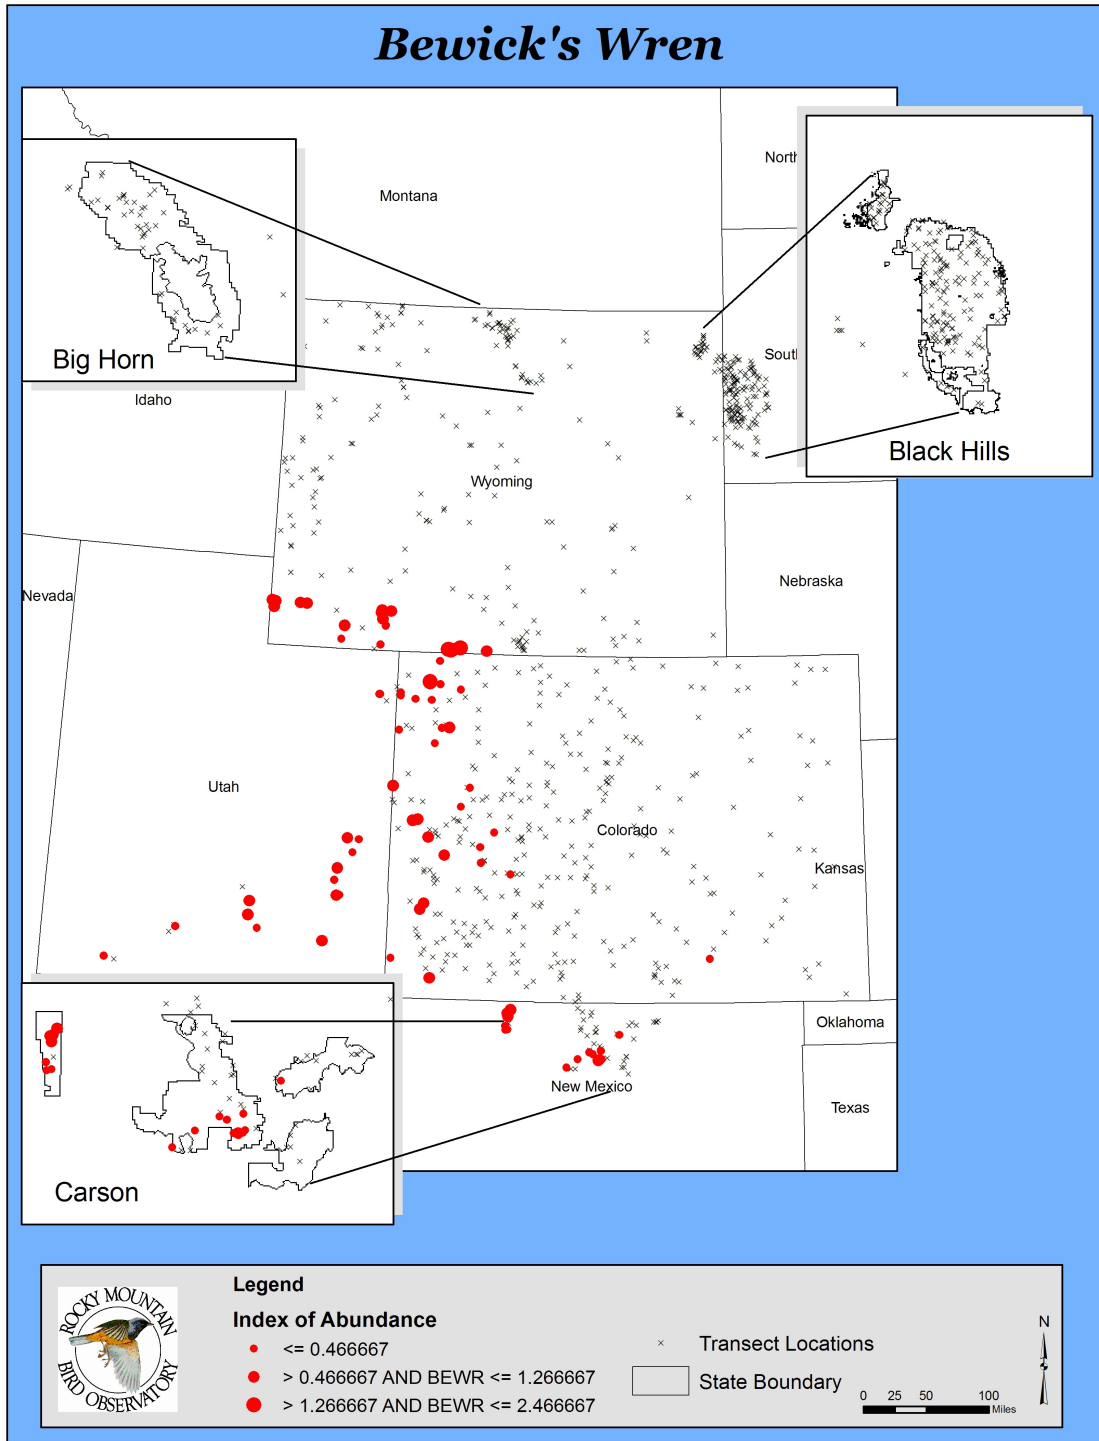 Bewick's Wren
North
Montana
South
Big Horn
Idaho
Black Hills
Wyoming
Nebraska
Nevada
Utah
Colorado
Kansas
Oklahoma
New Mexico
Texas
Carson
Legend
Index of Abundance
<= 0.466667
> 0.466667 AND BEWR <= 1.266667
> 1.266667 AND BEWR <= 2.466667
× Transect Locations
State Boundary
N
0 25 50 100
Miles
ROCKY MOUNTAIN
BIRD OBSERVATORY